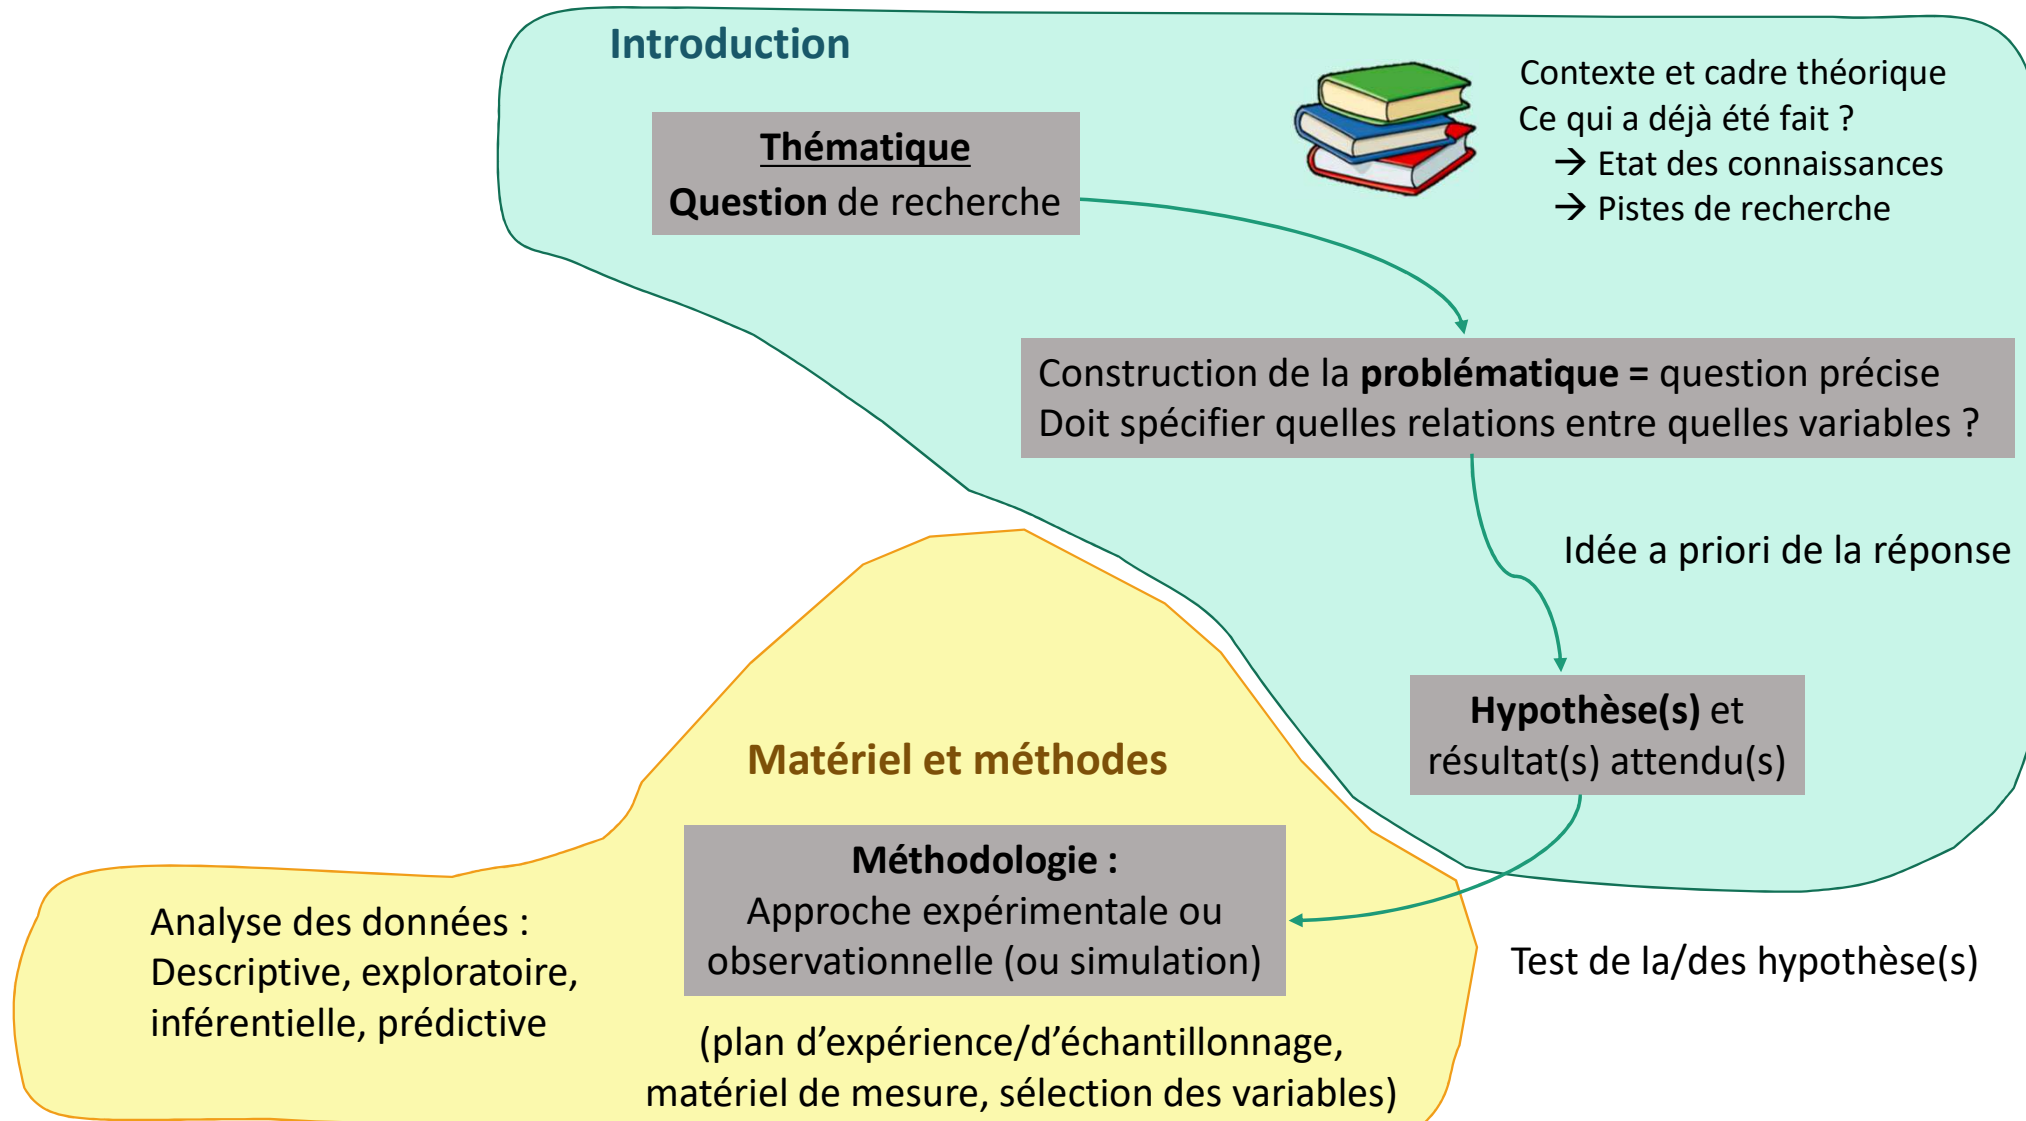 Introduction
Thématique
Question de recherche
Contexte et cadre théorique
Ce qui a déjà été fait ?
→ Etat des connaissances
→ Pistes de recherche
Construction de la problématique = question précise
Doit spécifier quelles relations entre quelles variables ?
Idée a priori de la réponse
Hypothèse(s) et
résultat(s) attendu(s)
Matériel et méthodes
Méthodologie :
Approche expérimentale ou
observationnelle (ou simulation)
Test de la/des hypothèse(s)
(plan d’expérience/d’échantillonnage,
matériel de mesure, sélection des variables)
Analyse des données :
Descriptive, exploratoire,
inférentielle, prédictive